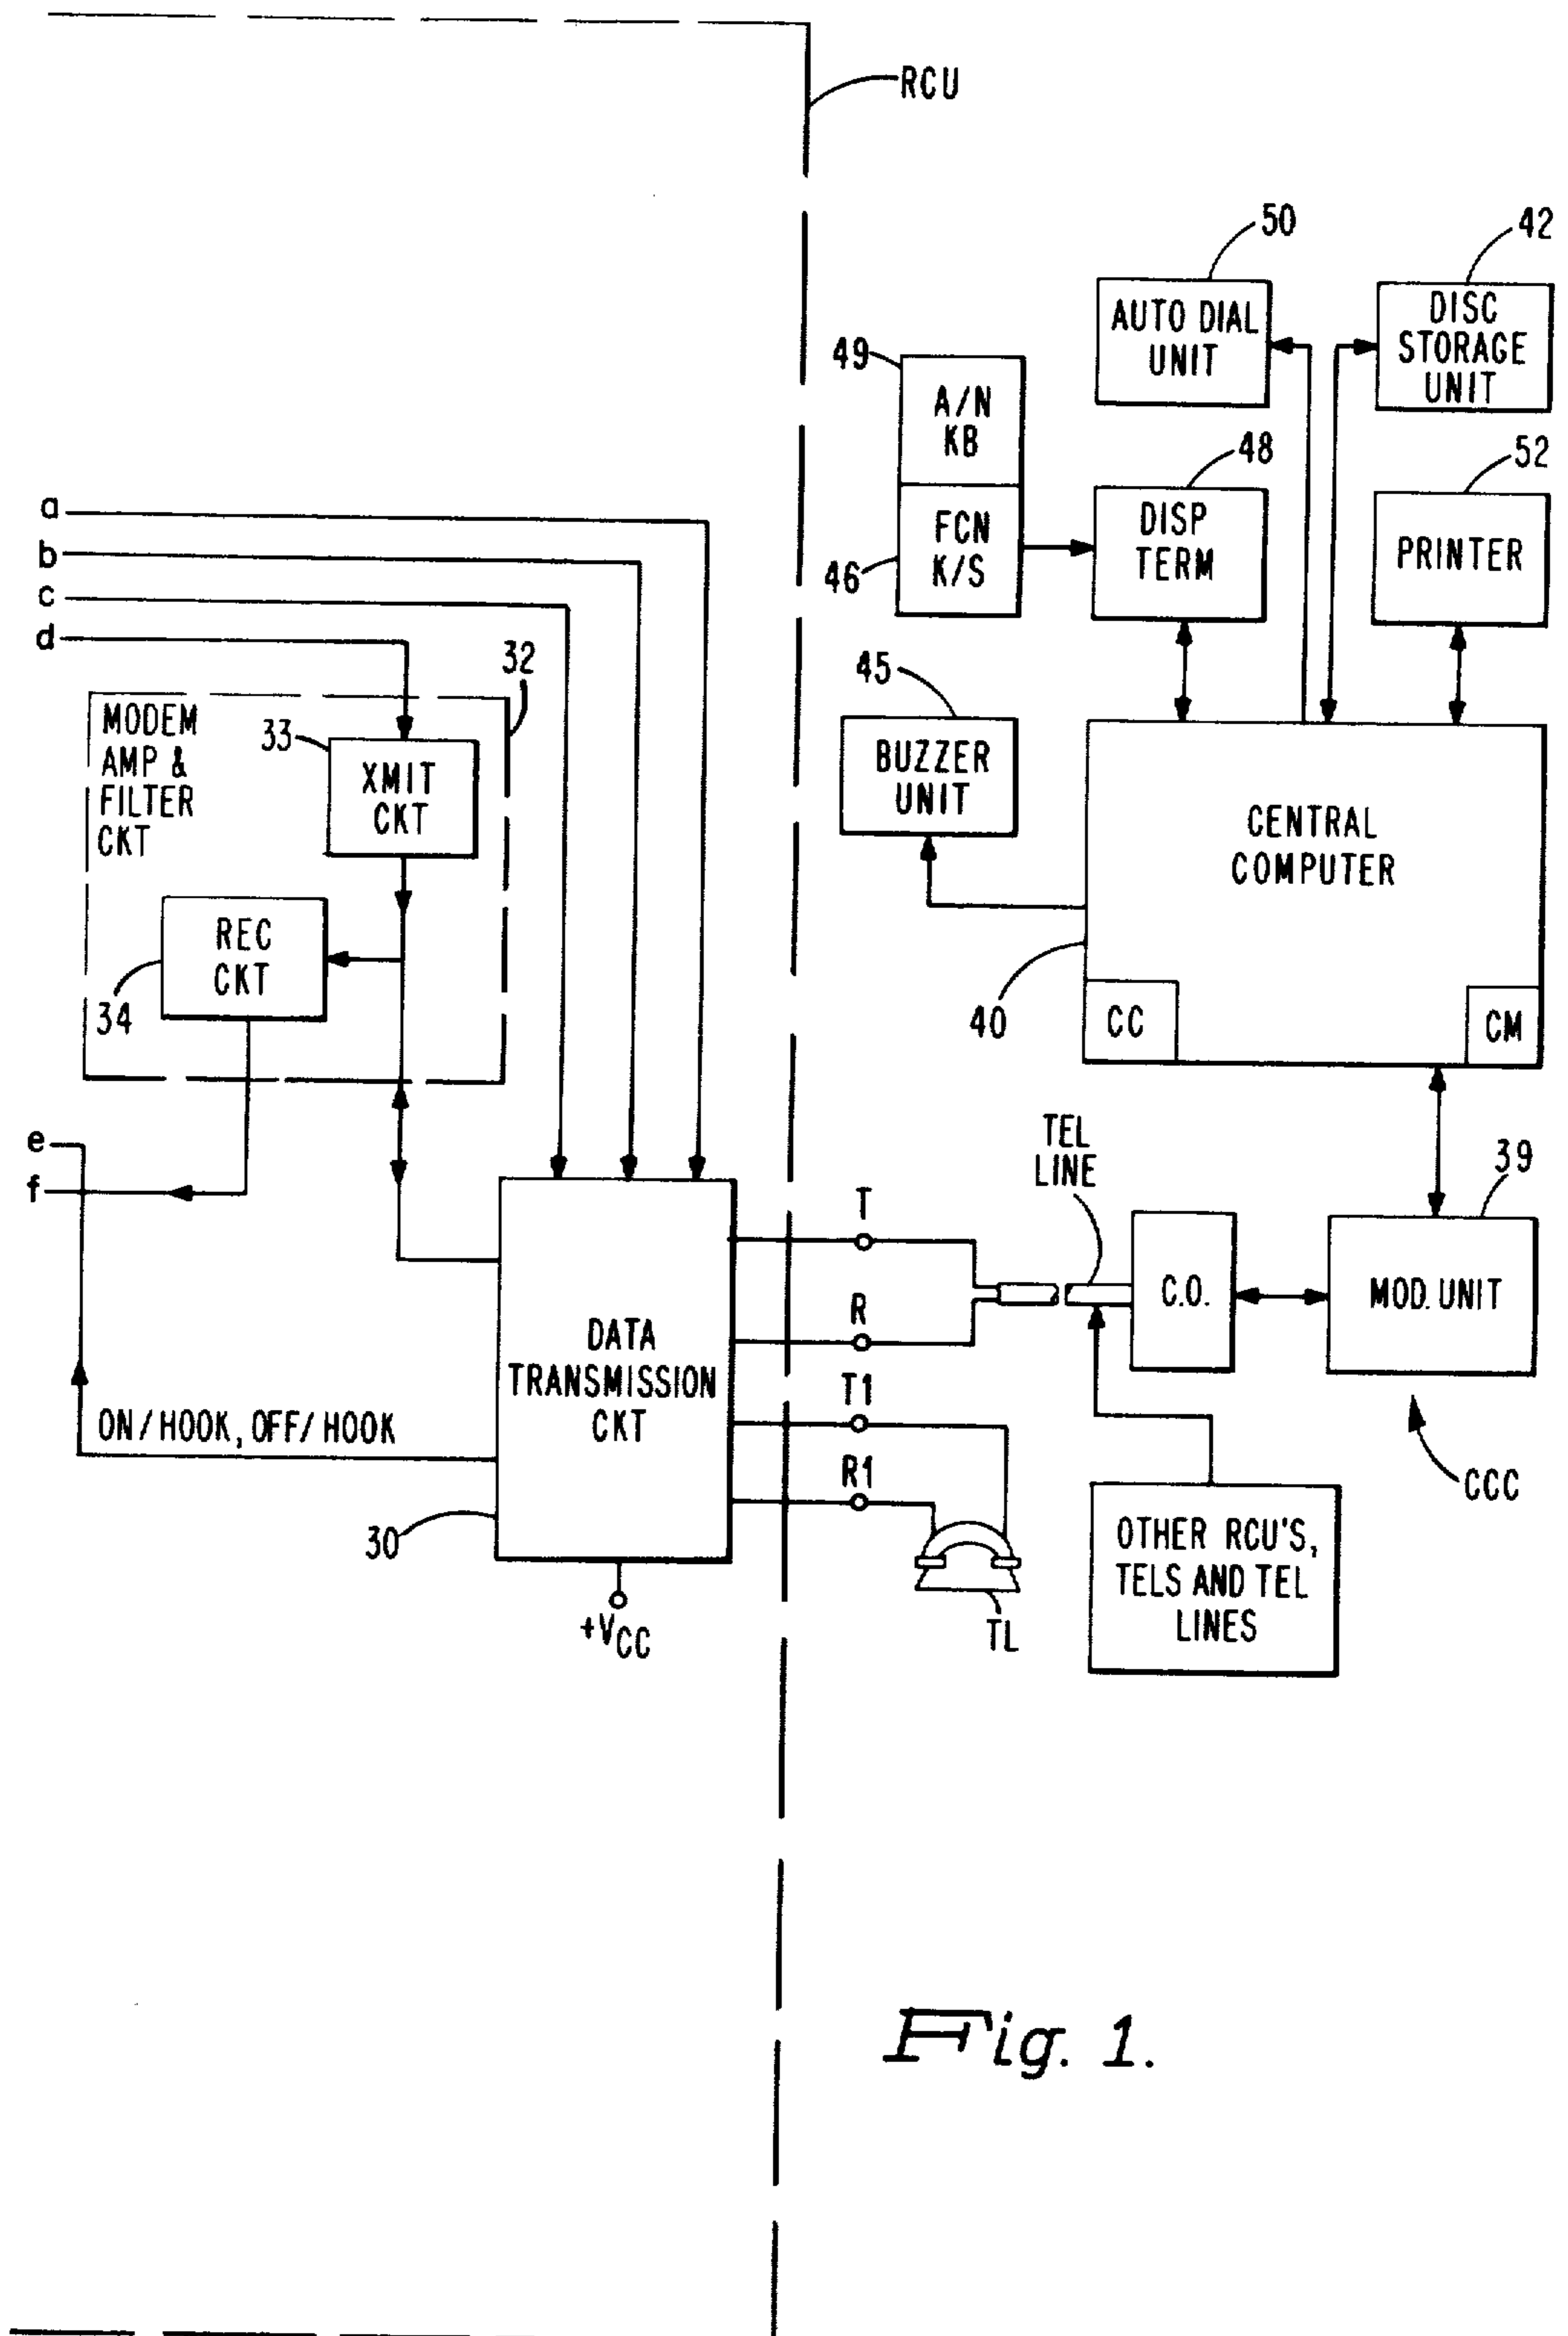 RCU
50
42
AUTO DIAL
UNIT
DISC
STORAGE
UNIT
49
A/N
KB
48
52
a
b
c
d
FCN
K/S
46
DISP
TERM
PRINTER
32
45
MODEM
AMP &
FILTER
CKT
33
XMIT
CKT
BUZZER
UNIT
CENTRAL
COMPUTER
REC
CKT
34
40
CC
CM
e
f
TEL
LINE
39
T
R
T1
R1
C.O.
MOD. UNIT
DATA
TRANSMISSION
CKT
ON/HOOK, OFF/HOOK
30
+VCC
TL
CCC
OTHER RCU'S,
TELS AND TEL
LINES
Fig. 1.